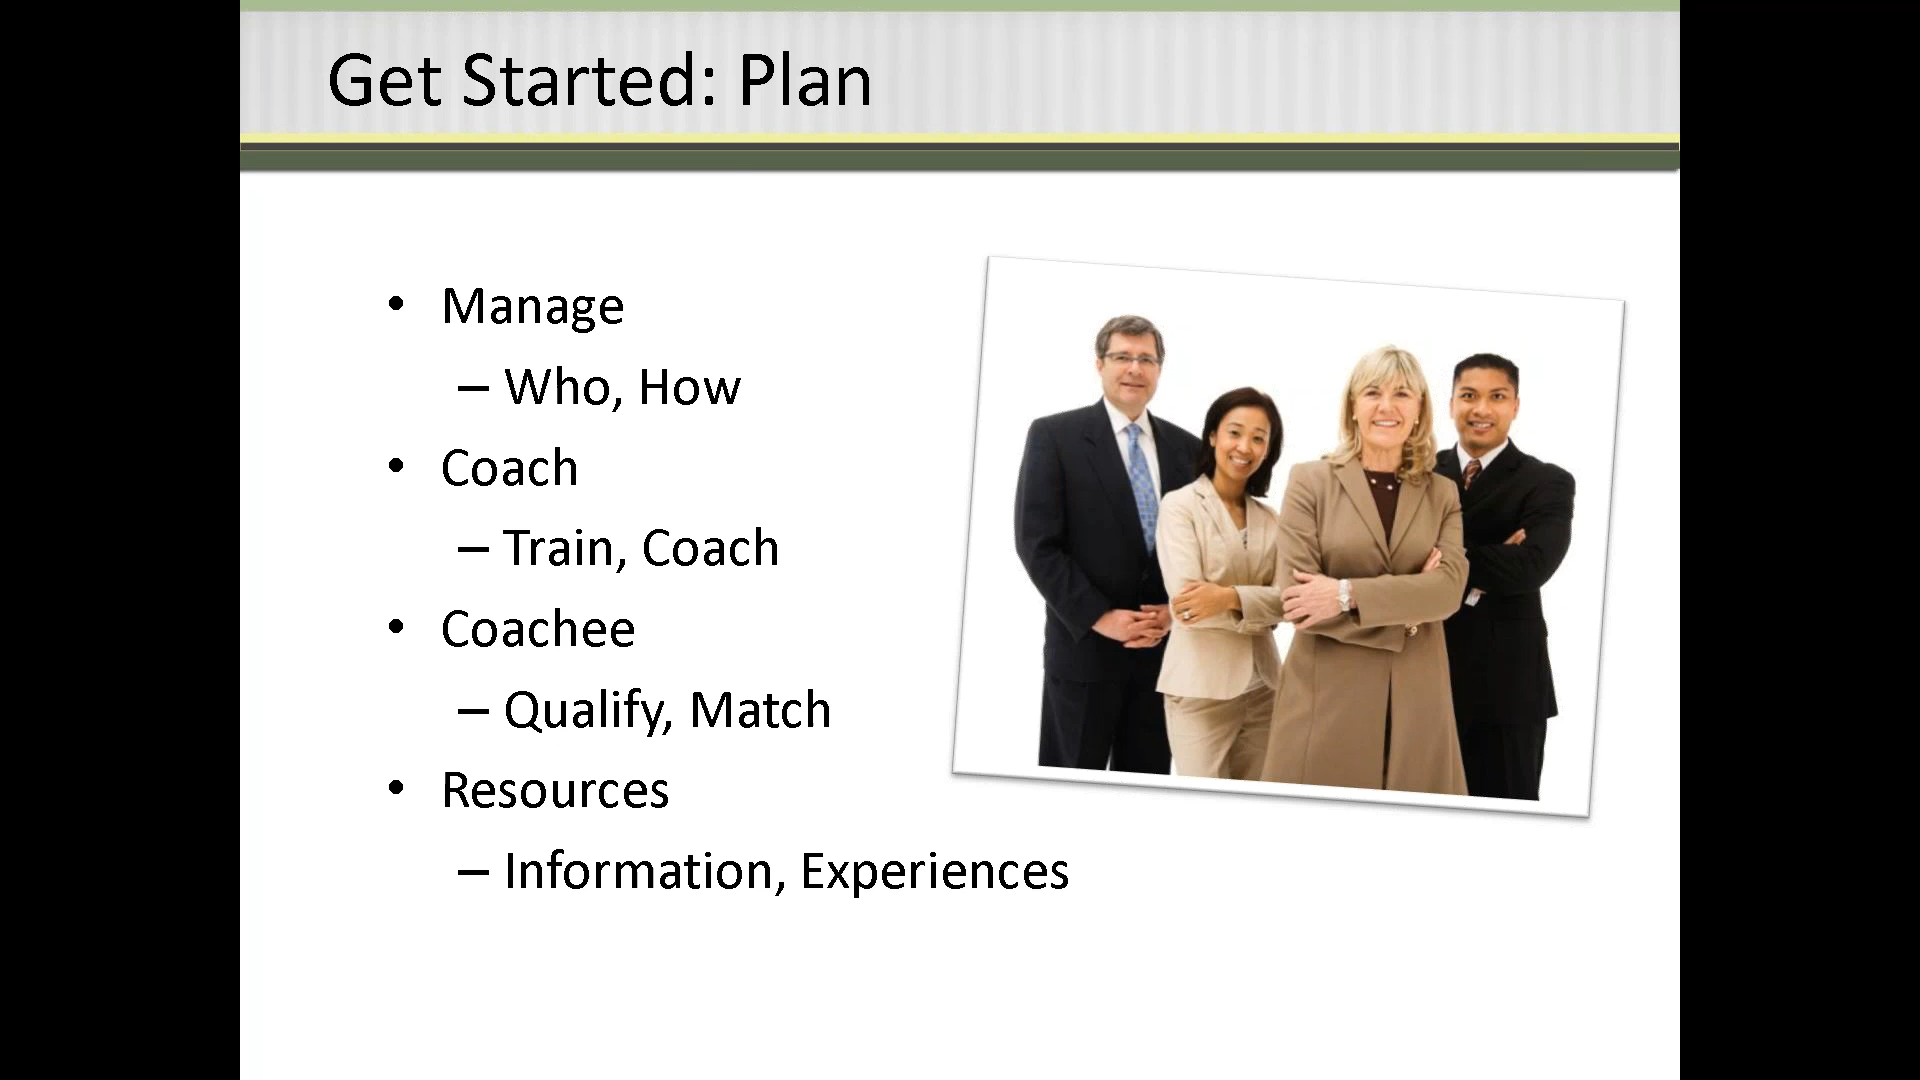 Get Started: Plan
• Manage
– Who, How
• Coach
– Train, Coach
• Coachee
– Qualify, Match
• Resources
– Information, Experiences